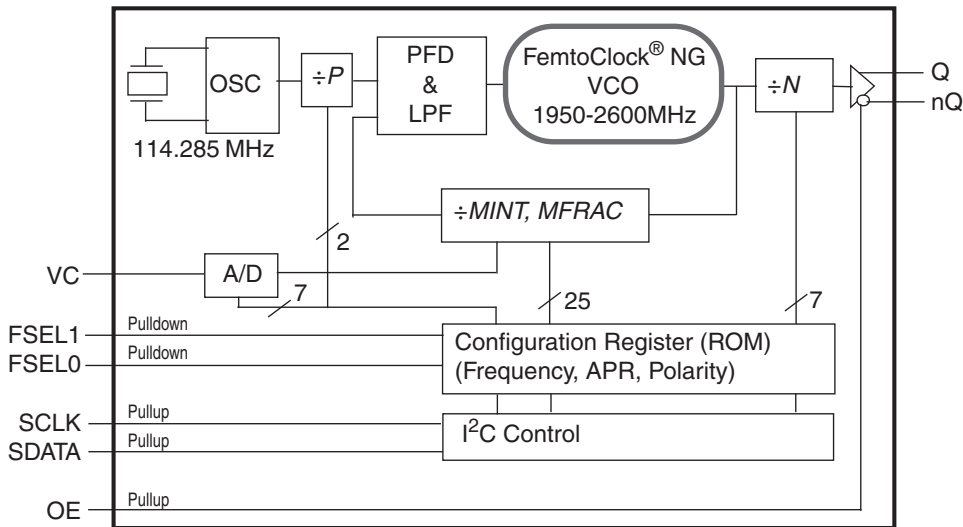 OSC
114.285 MHz
÷P
PFD
&
LPF
FemtoClock® NG
VCO
1950-2600MHz
÷N
Q
nQ
÷MINT, MFRAC
2
VC
A/D
7
25
7
FSEL1
Pulldown
FSEL0
Pulldown
Configuration Register (ROM)
(Frequency, APR, Polarity)
SCLK
Pullup
SDATA
Pullup
I²C Control
OE
Pullup